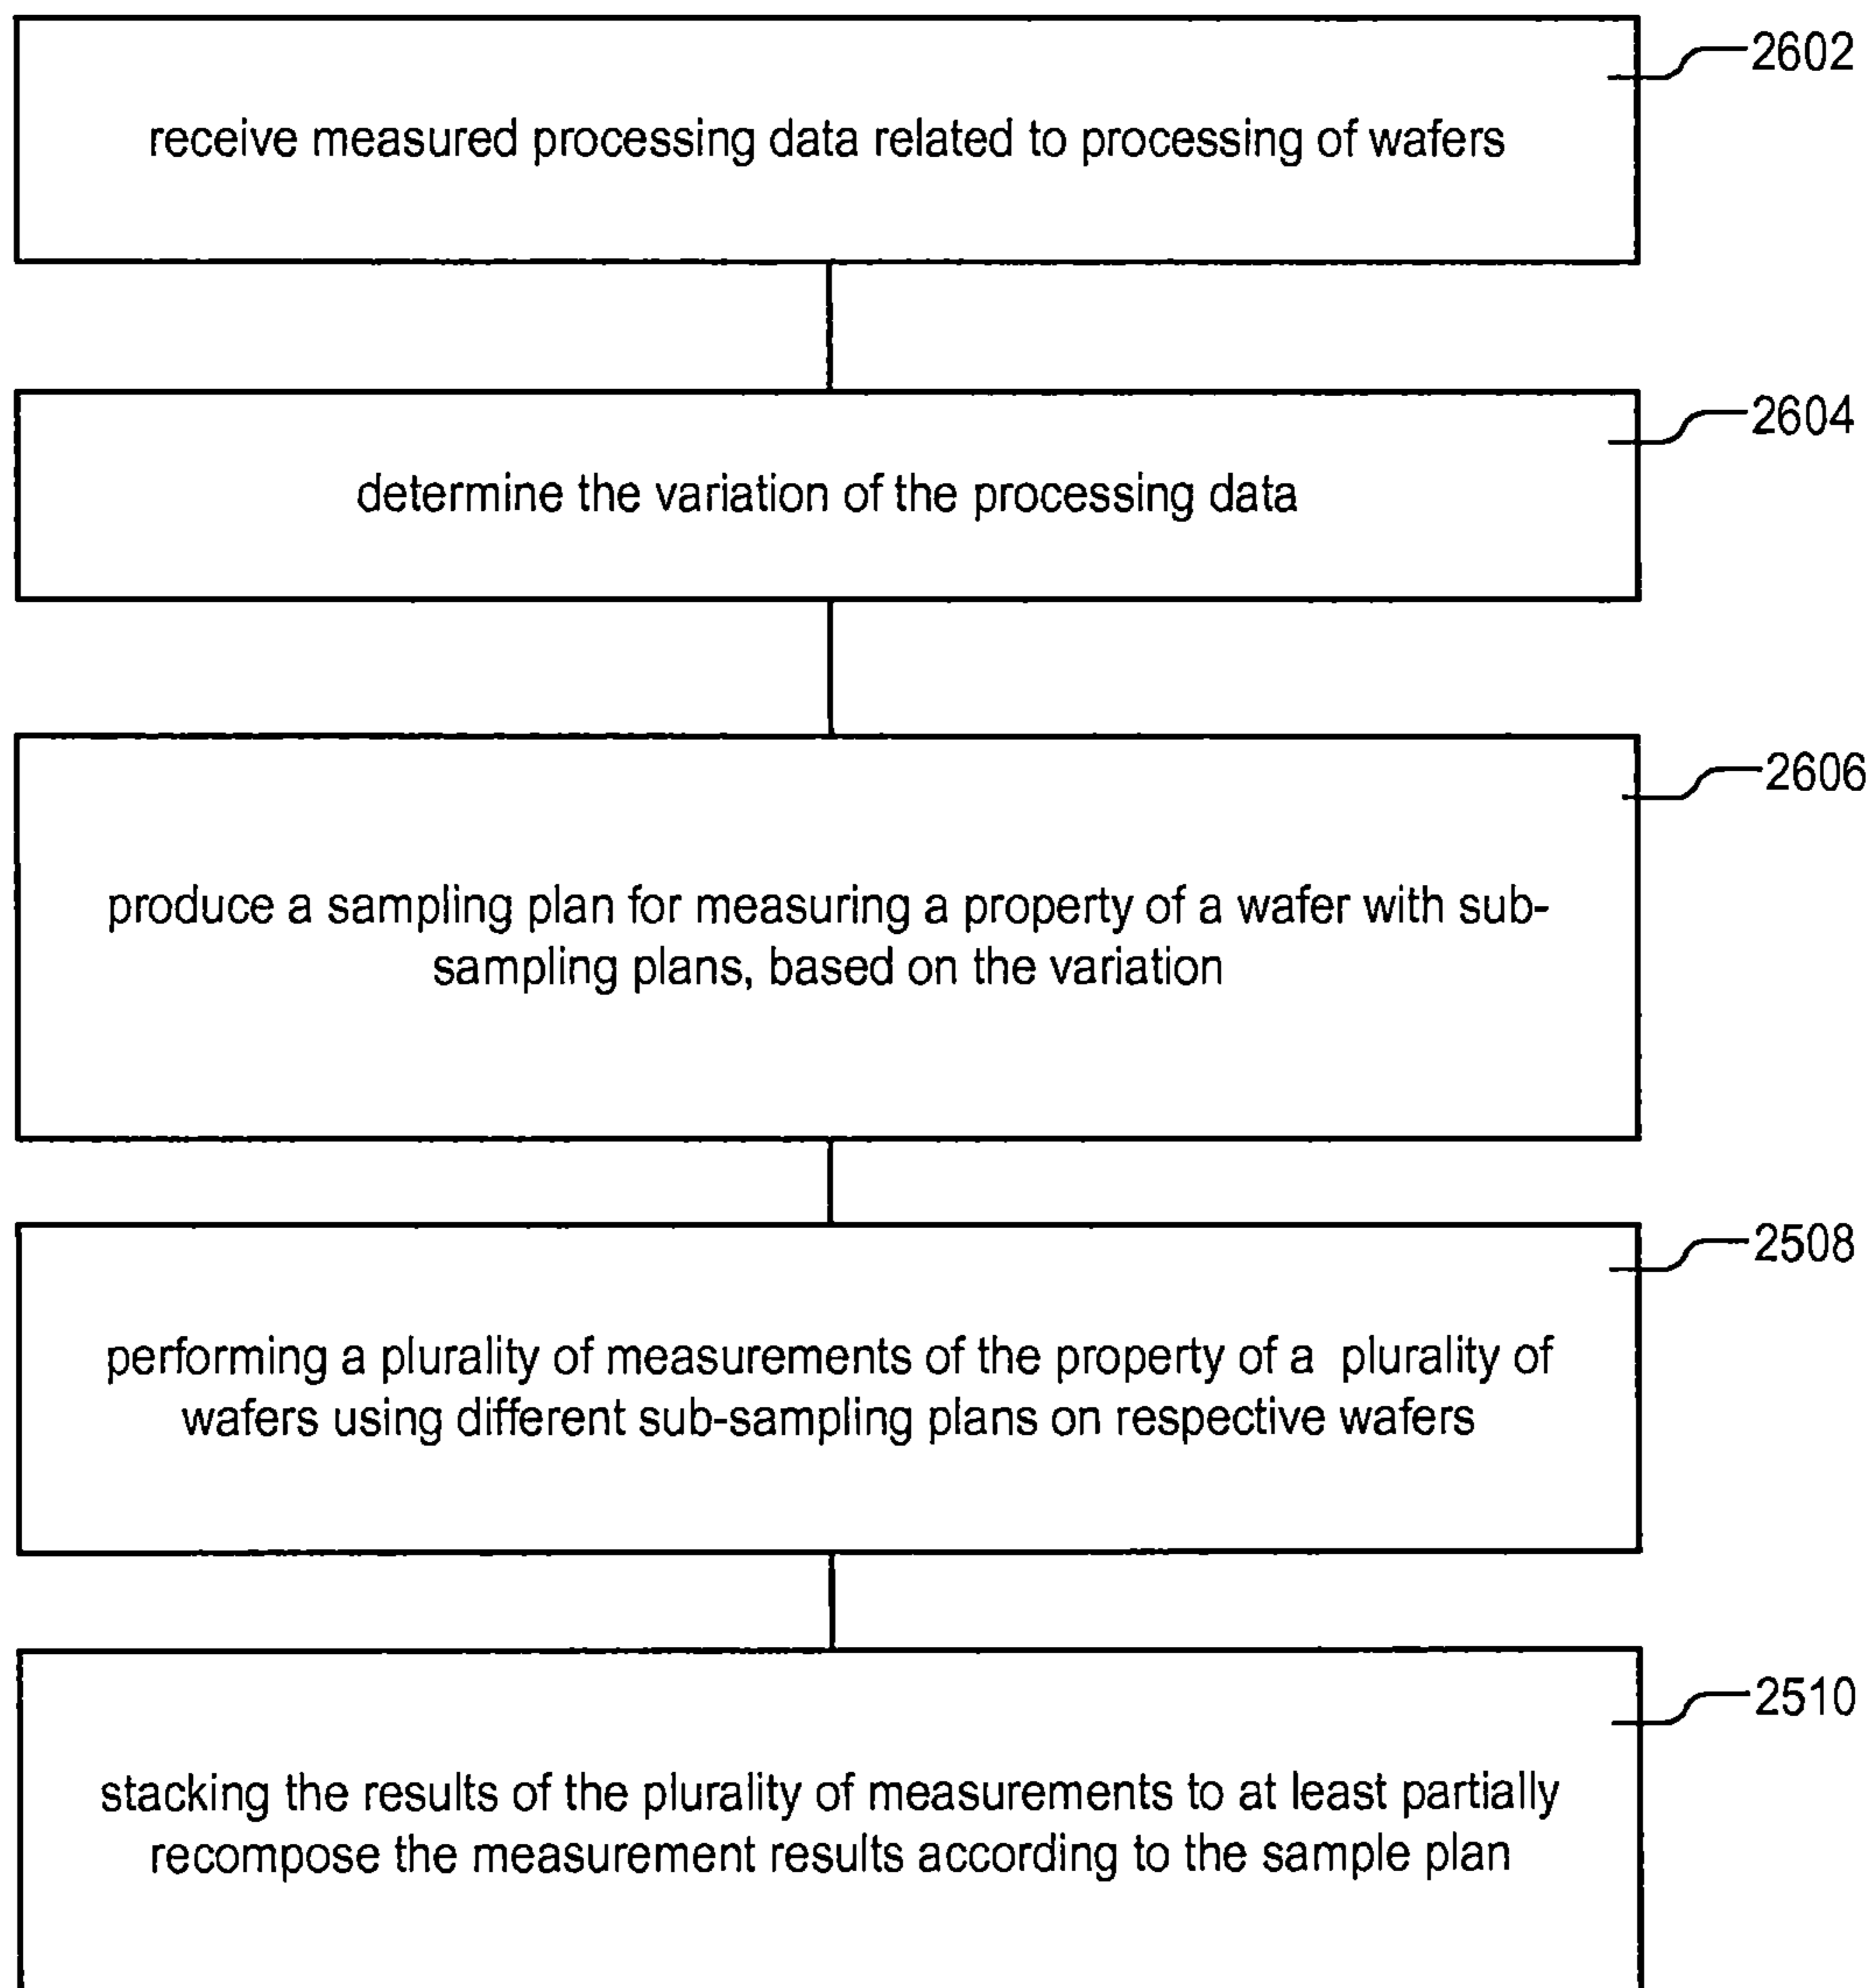 2602
receive measured processing data related to processing of wafers
2604
determine the variation of the processing data
2606
produce a sampling plan for measuring a property of a wafer with sub-
sampling plans, based on the variation
2508
performing a plurality of measurements of the property of a plurality of
wafers using different sub-sampling plans on respective wafers
2510
stacking the results of the plurality of measurements to at least partially
recompose the measurement results according to the sample plan